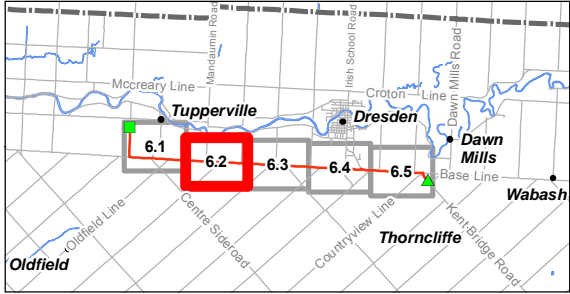 Mandaumin Road
Irish School Road
Dawn Mills Road
Mccreary Line
Croton Line
Tupperville
Dresden
Dawn
Mills
6.1
6.2
6.3
6.4
6.5
Base Line
Wabash
Oldfield Line
Centre Sideroad
Countryview Line
Kent-Bridge Road
Thorncliffe
Oldfield